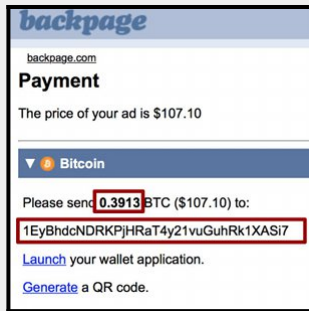 backpage
backpage.com
Payment
The price of your ad is $107.10
▼ Bitcoin
Please send 0.3913 BTC ($107.10) to:
1EyBhdcNDRKPjHRaT4y21vuGuhRk1XASi7
Launch your wallet application.
Generate a QR code.